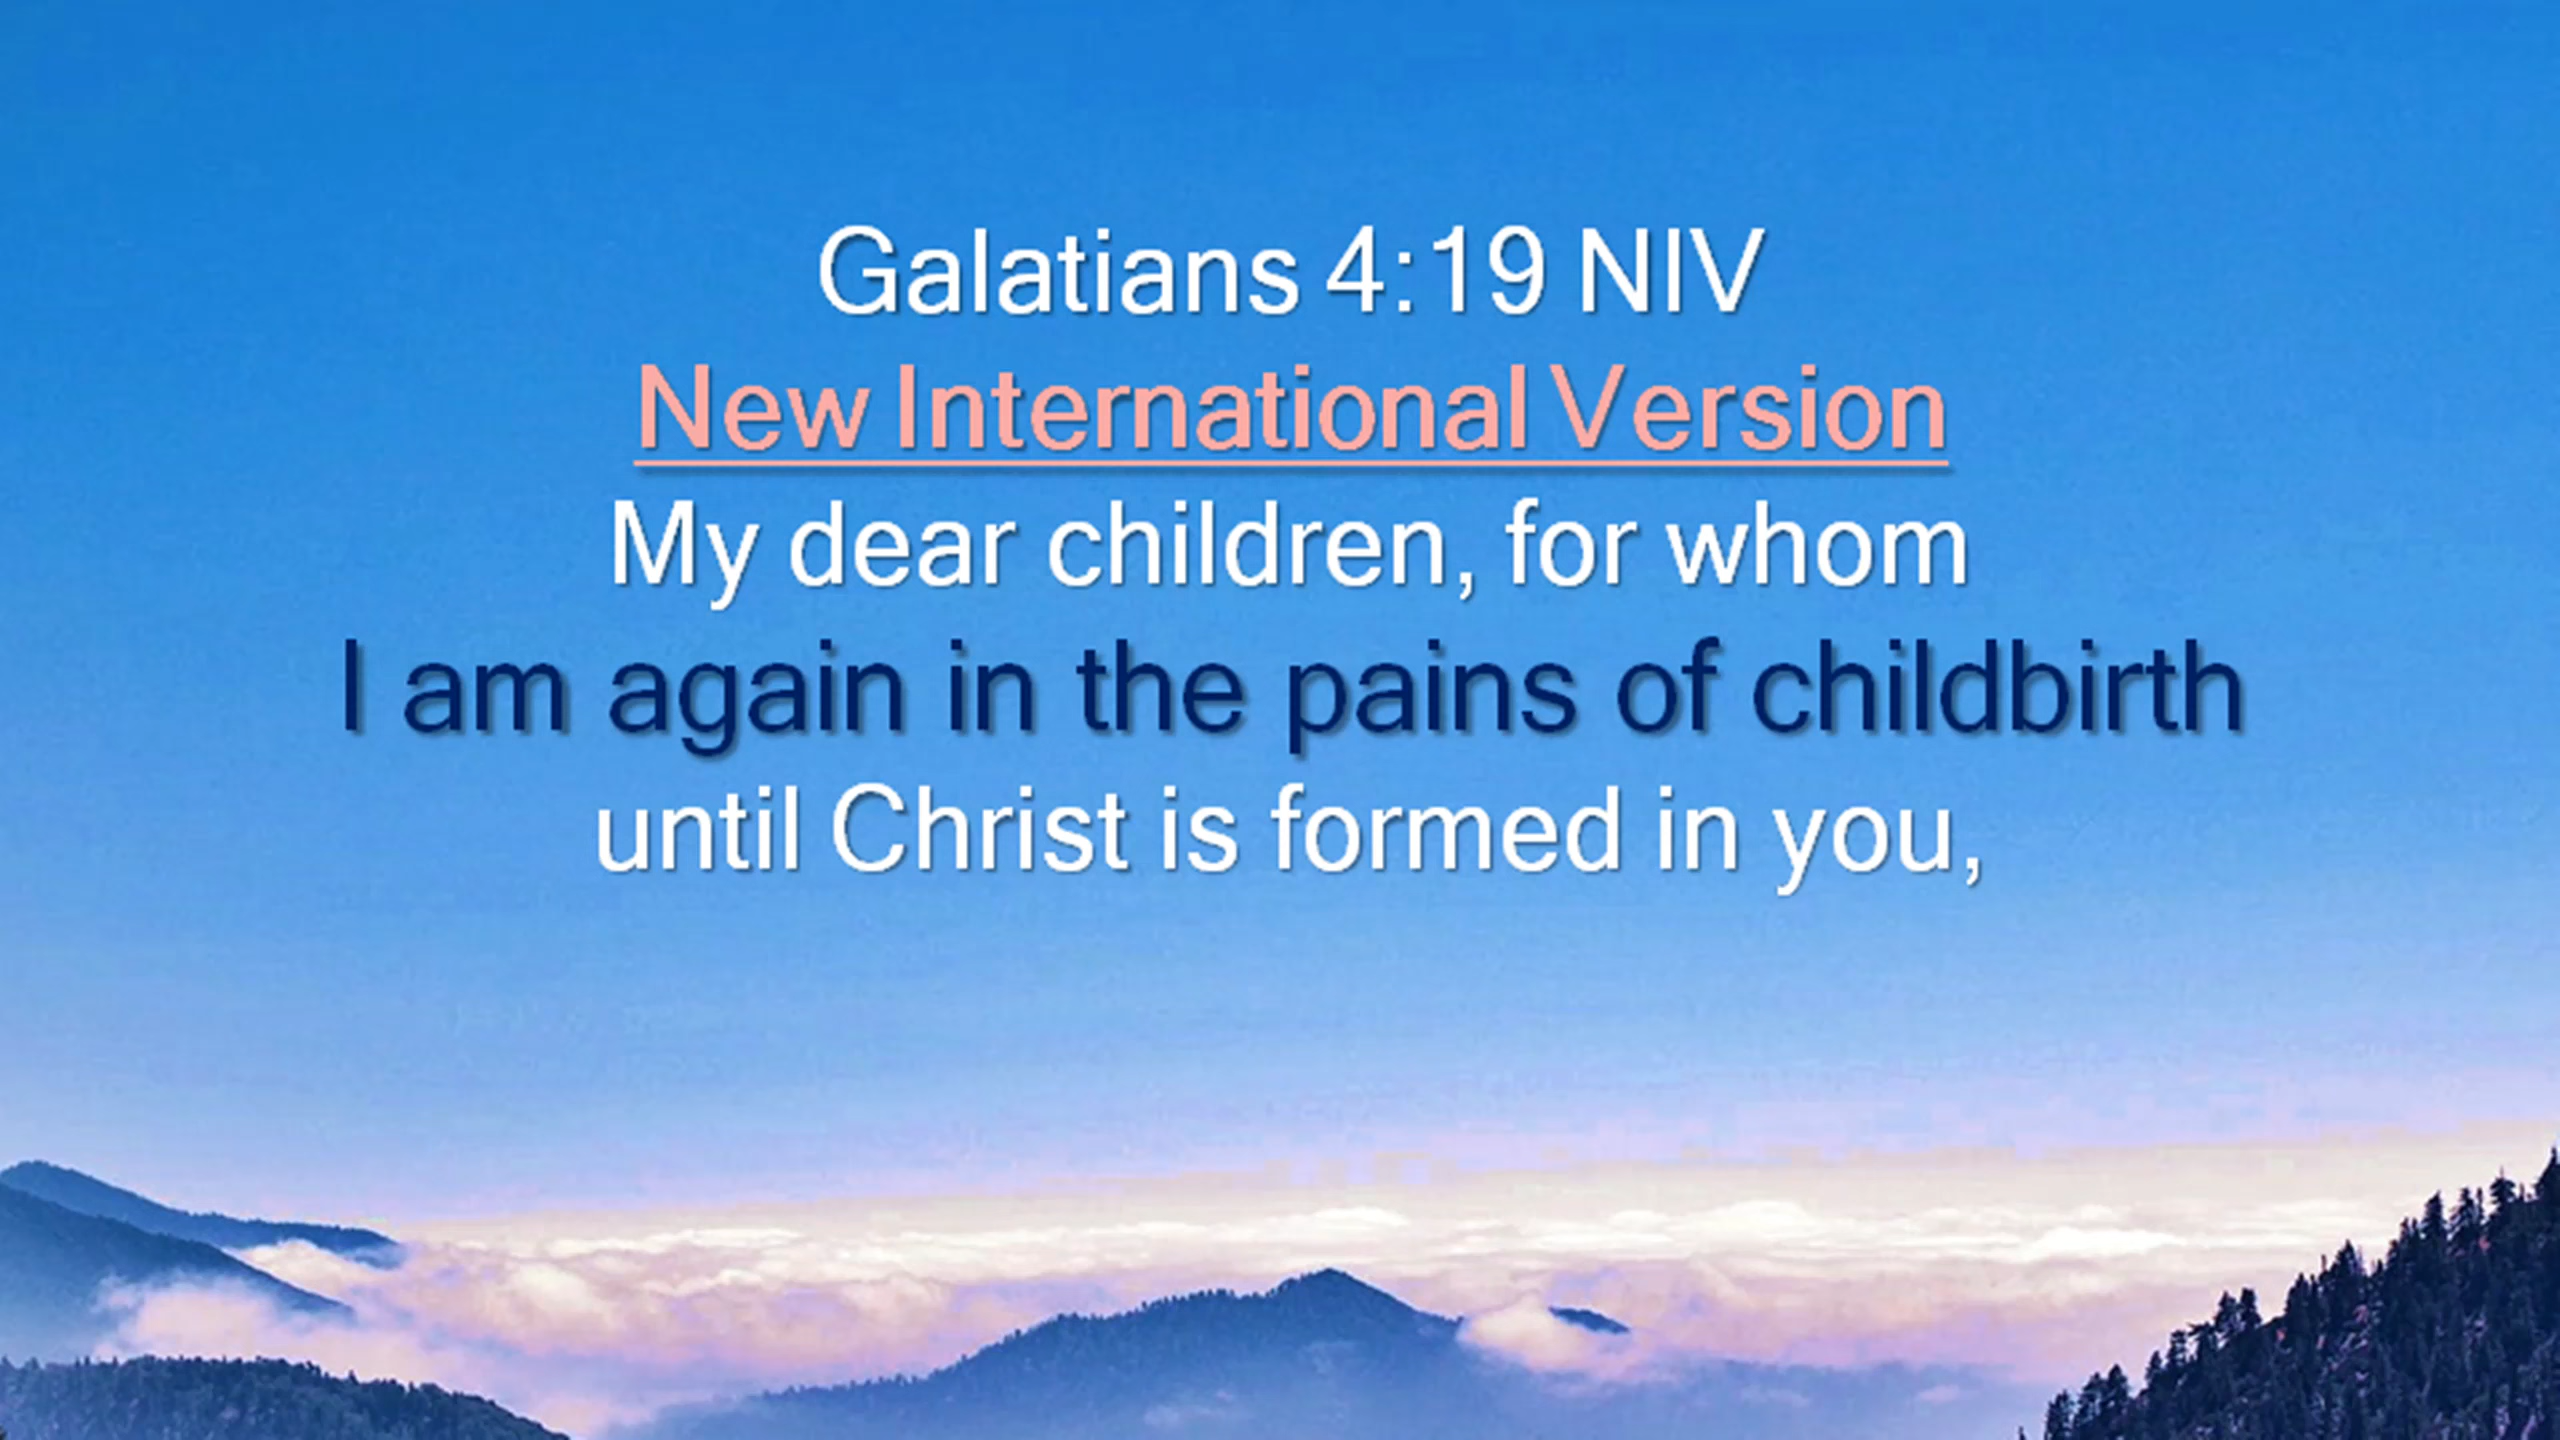 Galatians 4:19 NIV
New International Version
My dear children, for whom
I am again in the pains of childbirth
until Christ is formed in you,